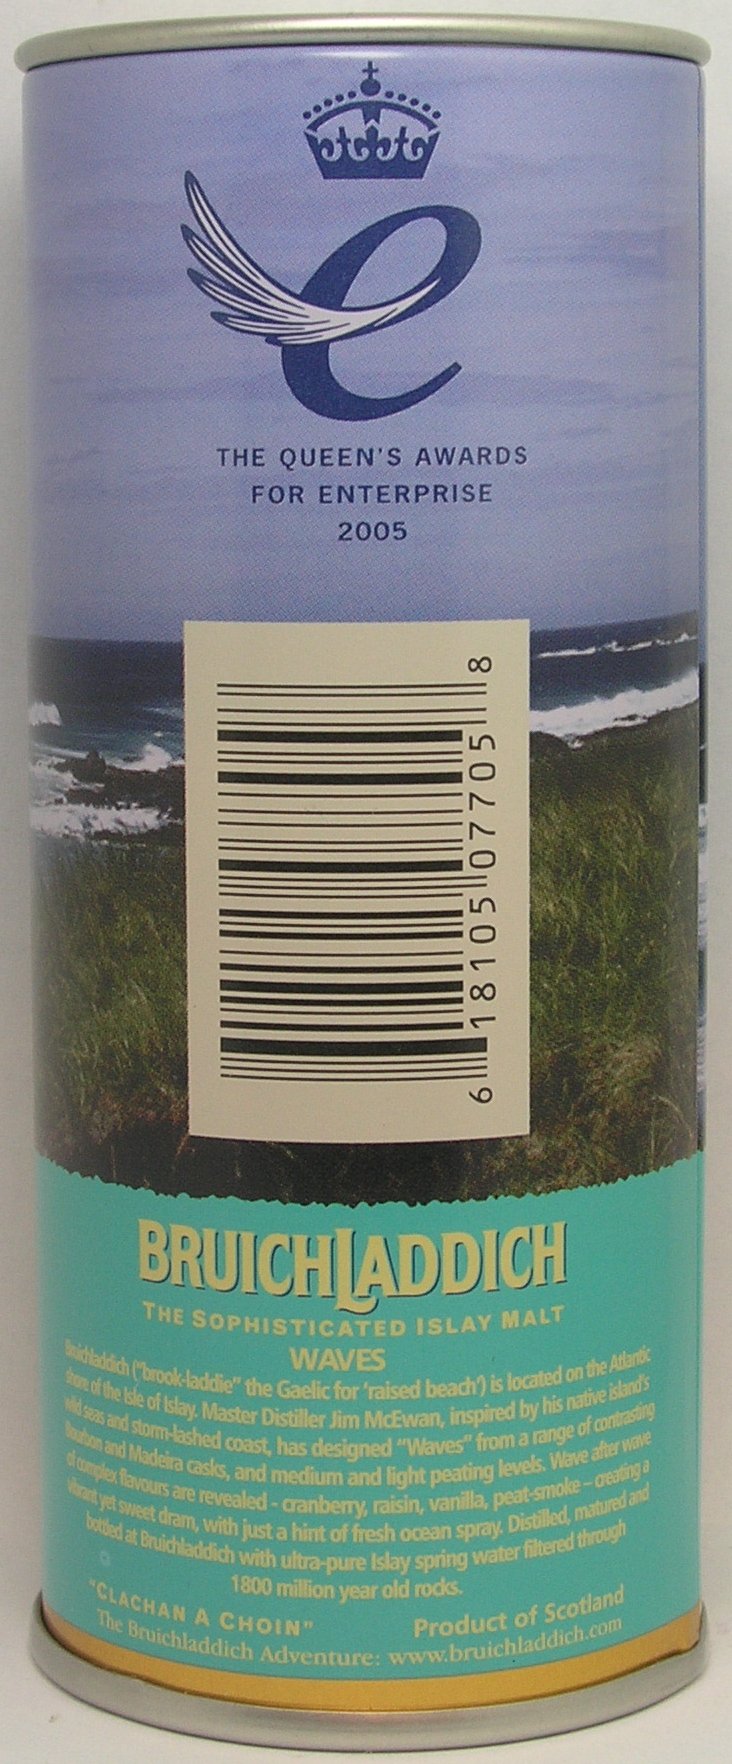 THE QUEEN'S AWARDS
FOR ENTERPRISE
2005
6 18105 07705 8
BRUICHLADDICH
THE SOPHISTICATED ISLAY MALT
WAVES
Bruichladdich ("brook-laddie" the Gaelic for 'raised beach') is located on the Atlantic
shore of the Isle of Islay. Master Distiller Jim McEwan, inspired by his native island's
wild seas and storm-lashed coast, has designed "Waves" from a range of contrasting
Bourbon and Madeira casks, and medium and light peating levels. Wave after wave
of complex flavours are revealed - cranberry, raisin, vanilla, peat-smoke – creating a
vibrant yet sweet dram, with just a hint of fresh ocean spray. Distilled, matured and
bottled at Bruichladdich with ultra-pure Islay spring water filtered through
1800 million year old rocks.
"CLACHAN A CHOIN"
Product of Scotland
The Bruichladdich Adventure: www.bruichladdich.com